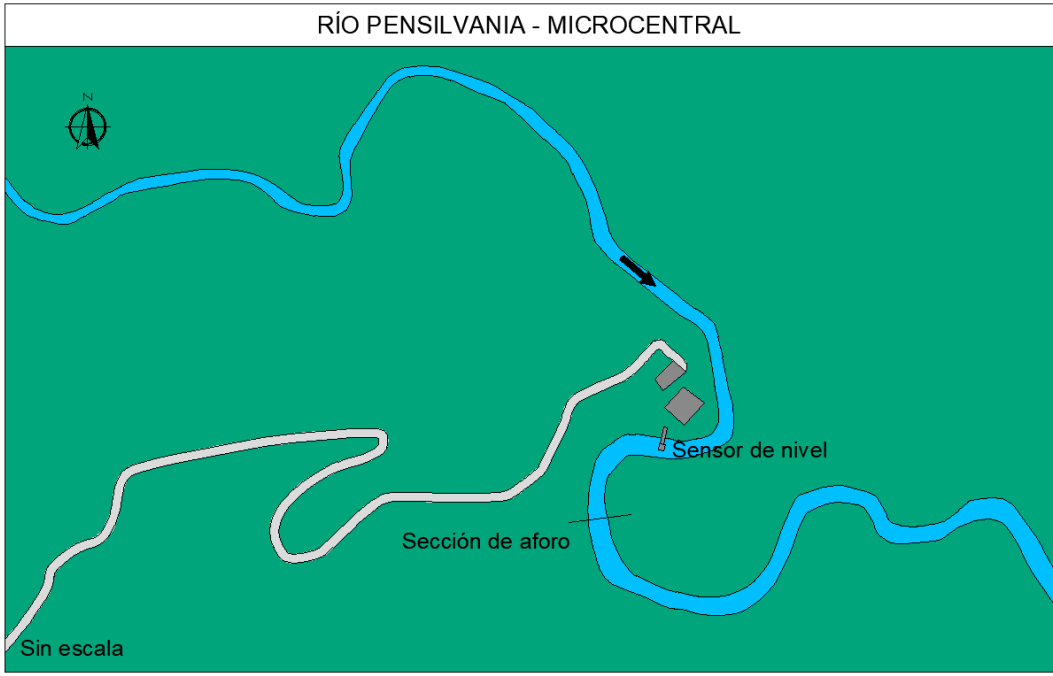 RÍO PENSILVANIA - MICROCENTRAL
N
Sensor de nivel
Sección de aforo
Sin escala